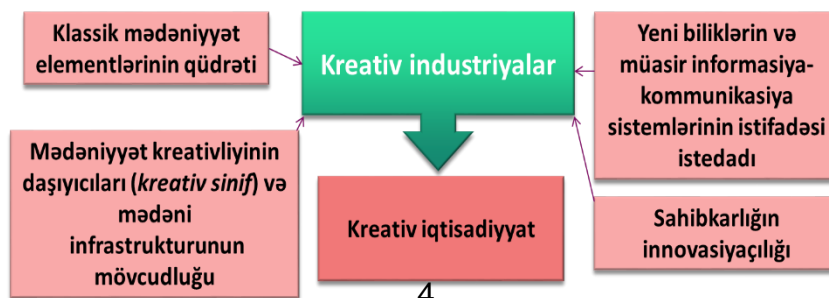 Klassik mədəniyyət
elementlərinin qüdrəti
Kreativ industriyalar
Yeni biliklərin və
müasir informasiya-
kommunikasiya
sistemlərinin istifadəsi
istedadı
Mədəniyyət kreativliyinin
daşıyıcıları (kreativ sinif) və
mədəni
infrastrukturunun
mövcudluğu
Kreativ iqtisadiyyat
Sahibkarlığın
innovasiyaçılığı
4